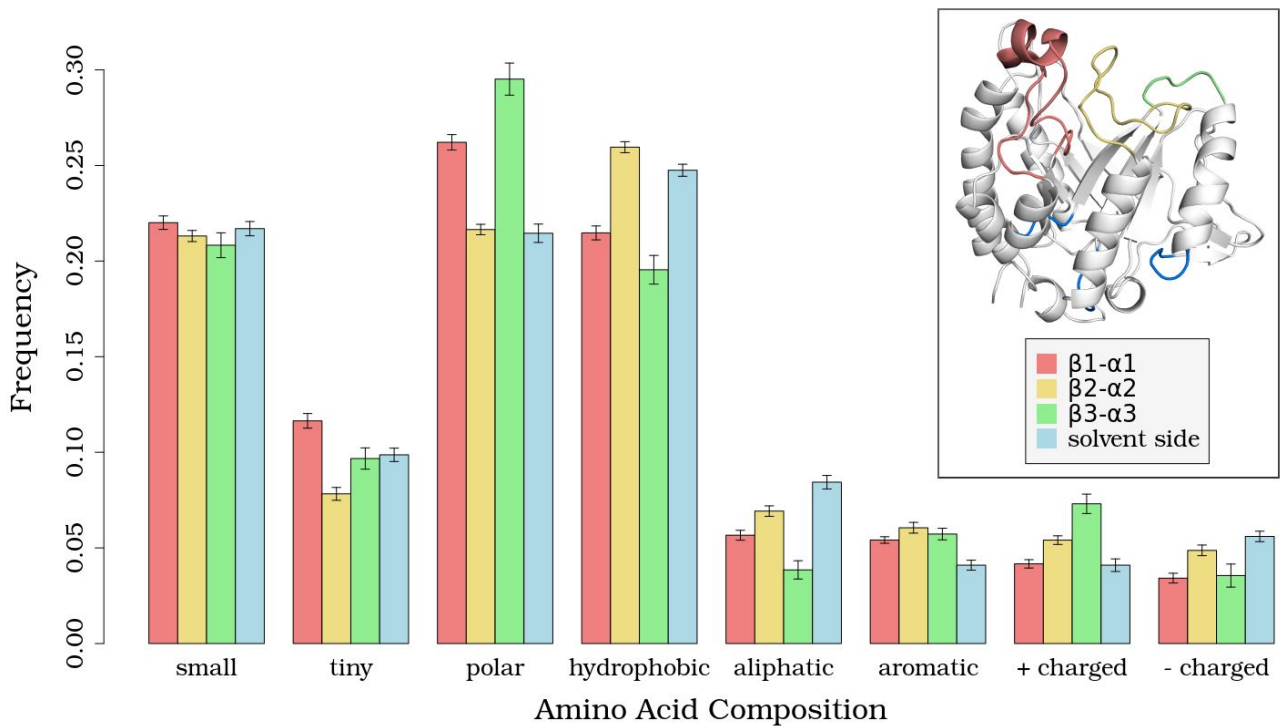 Frequency
0.30
0.25
0.20
0.15
0.10
0.05
0.00
small tiny polar hydrophobic aliphatic aromatic + charged - charged
Amino Acid Composition
β1-α1
β2-α2
β3-α3
solvent side